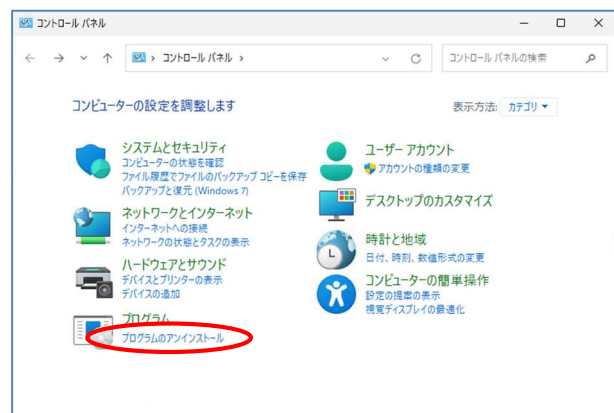 コントロール パネル
コントロール パネル
コントロール パネルの検索
コンピューターの設定を調整します
表示方法: カテゴリ
システムとセキュリティ
コンピューターの状態を確認
ファイル履歴でファイルのバックアップ コピーを保存
バックアップと復元 (Windows 7)
ネットワークとインターネット
インターネットへの接続
ネットワークの状態とタスクの表示
ハードウェアとサウンド
デバイスとプリンターの表示
デバイスの追加
プログラム
プログラムのアンインストール
ユーザー アカウント
アカウントの種類の変更
デスクトップのカスタマイズ
時計と地域
日付、時刻、数値形式の変更
コンピューターの簡単操作
設定の提案の表示
視覚ディスプレイの最適化